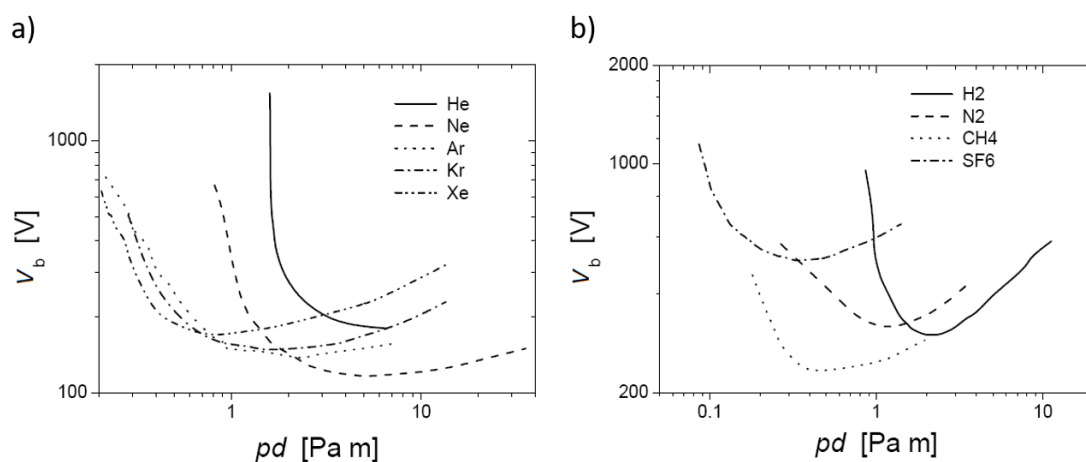 a)
1000
100
V_b [V]
1
10
pd [Pa m]
He
Ne
Ar
Kr
Xe
b)
2000
1000
200
V_b [V]
0.1
1
10
pd [Pa m]
H2
N2
CH4
SF6